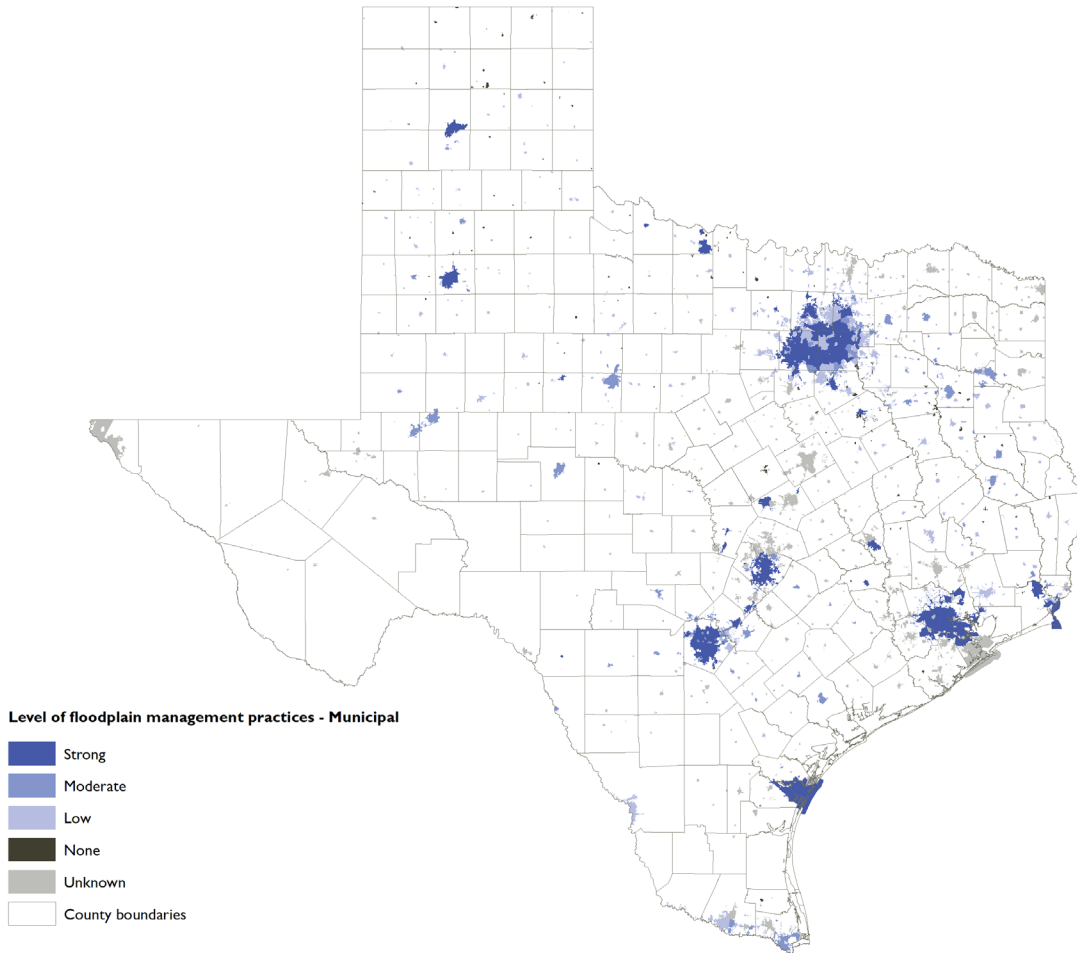 Level of floodplain management practices - Municipal
Strong
Moderate
Low
None
Unknown
County boundaries